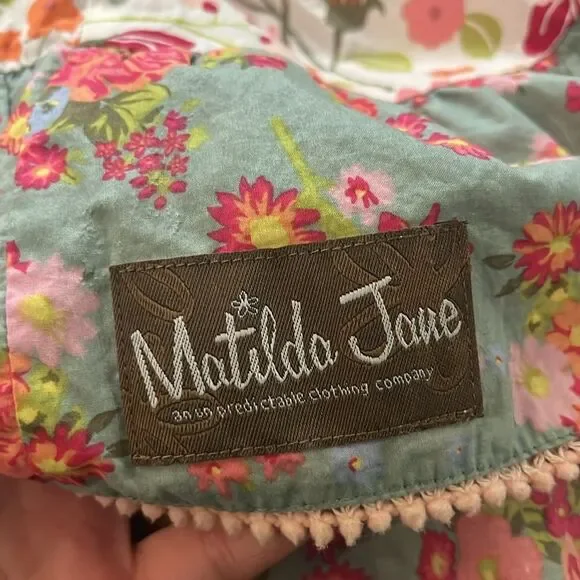 Matilda Jane
an un predictable clothing company